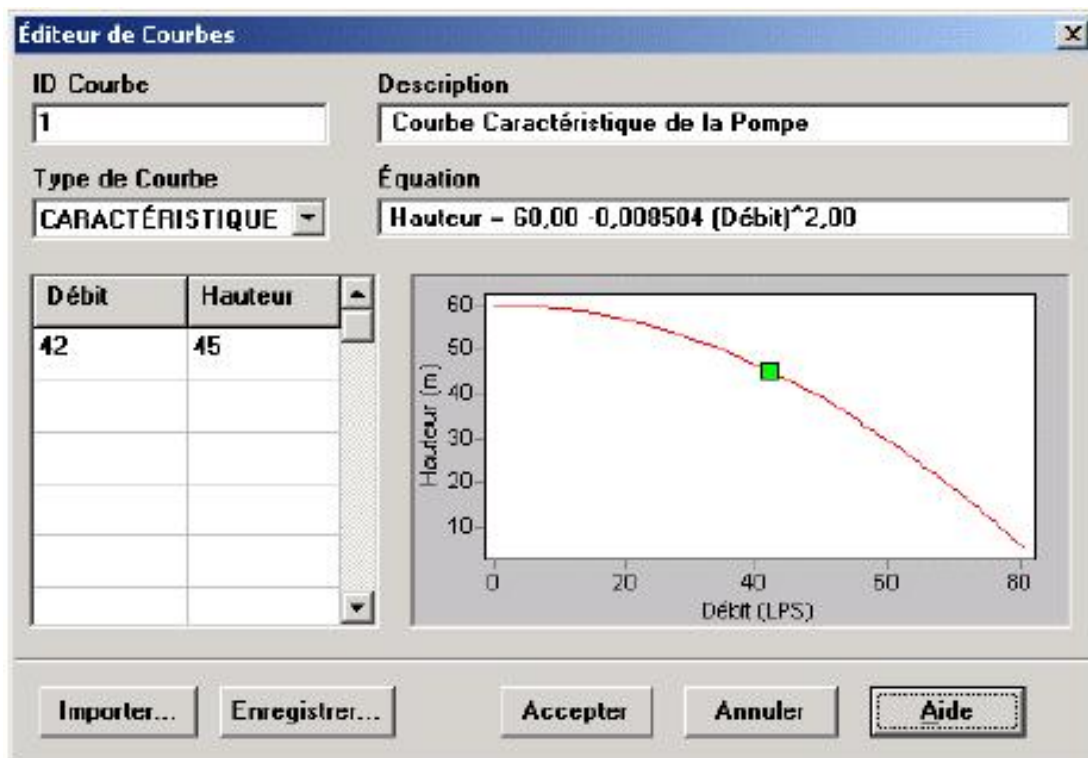 Éditeur de Courbes
ID Courbe
Description
1
Courbe Caractéristique de la Pompe
Type de Courbe
Équation
CARACTÉRISTIQUE
Hauteur = 60,00 -0,008504 (Débit)^2,00
Débit
Hauteur
42
45
Hauteur (m)
60
50
40
30
20
10
0
20
40
60
80
Débit (LPS)
Importer...
Enregistrer...
Accepter
Annuler
Aide